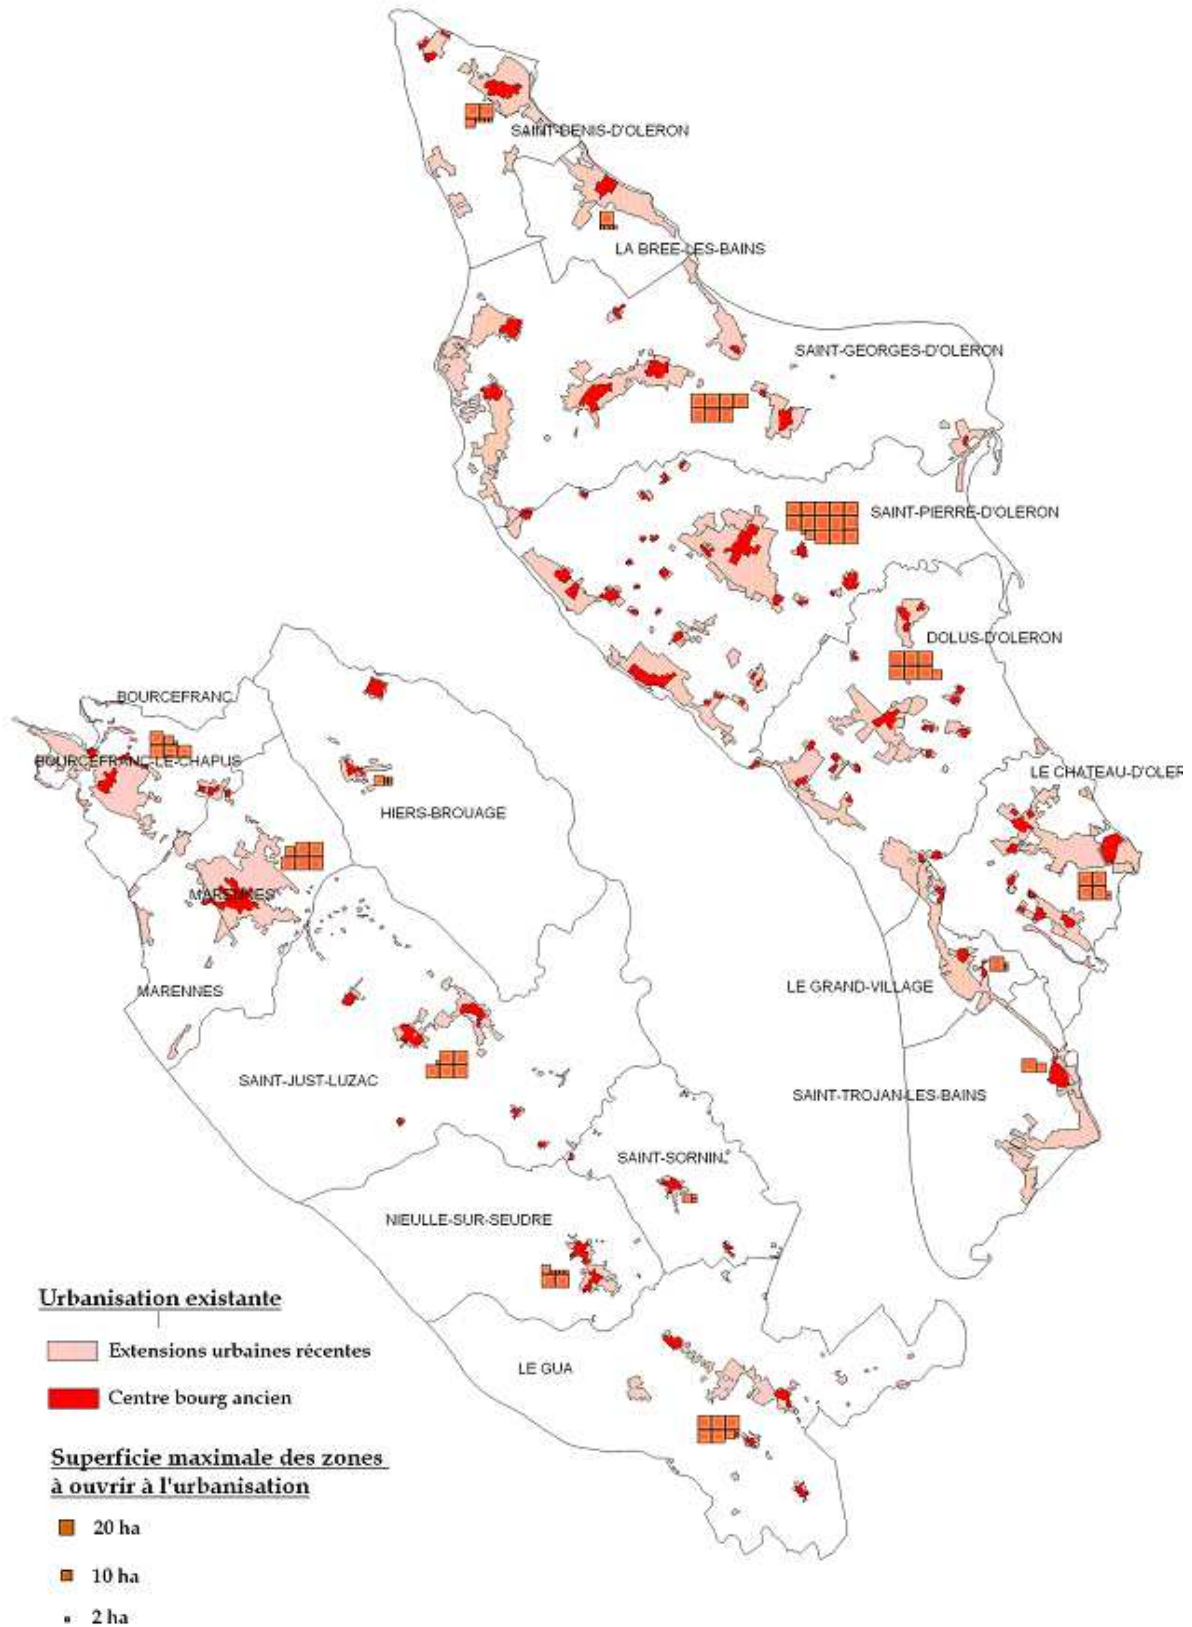 SAINT-DENIS-D'OLERON
LA BREE-LES-BAINS
SAINT-GEORGES-D'OLERON
SAINT-PIERRE-D'OLERON
DOLUS-D'OLERON
BOURCEFRANC
BOURCEFRANC-LE-CHAPUS
LE CHATEAU-D'OLER
HIERS-BROUAGE
MARENNES
LE GRAND-VILLAGE
MARENNES
SAINT-JUST-LUZAC
SAINT-TROJAN-LES-BAINS
SAINT-SORNIN
NIEULLE-SUR-SEUDRE
LE GUA
Urbanisation existante
Extensions urbaines récentes
Centre bourg ancien
Superficie maximale des zones
à ouvrir à l'urbanisation
20 ha
10 ha
2 ha